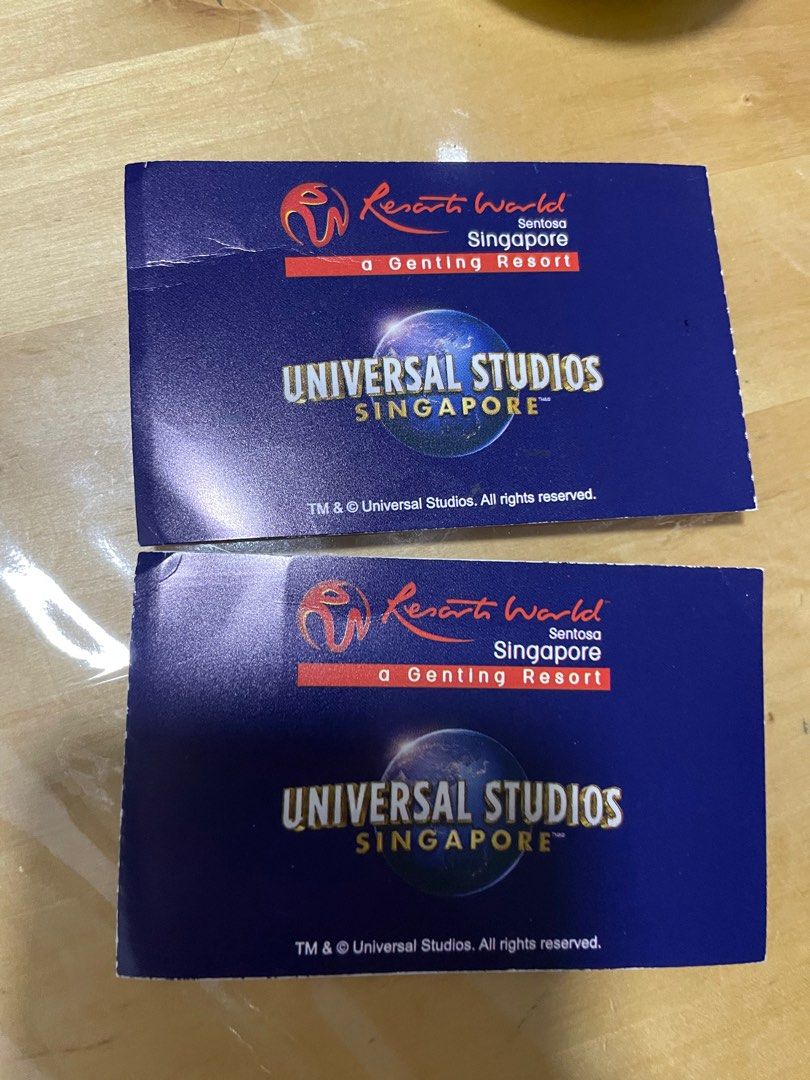 Resorts World
Sentosa
Singapore
a Genting Resort
UNIVERSAL STUDIOS
SINGAPORE
TM & © Universal Studios. All rights reserved.
Resorts World
Sentosa
Singapore
a Genting Resort
UNIVERSAL STUDIOS
SINGAPORE
TM & © Universal Studios. All rights reserved.